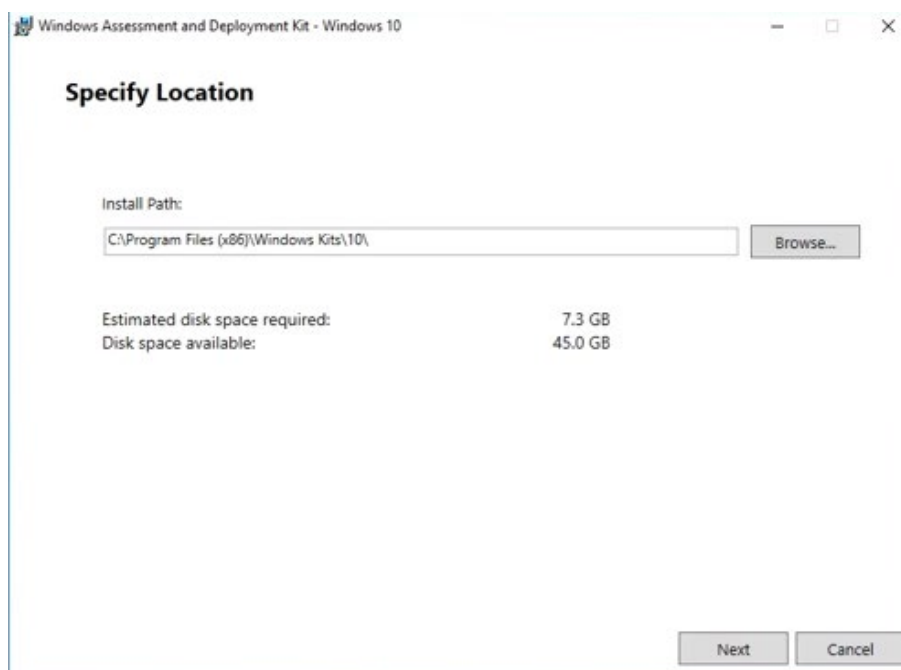 Windows Assessment and Deployment Kit - Windows 10
Specify Location
Install Path:
C:\Program Files (x86)\Windows Kits\10\
Browse...
Estimated disk space required: 7.3 GB
Disk space available: 45.0 GB
Next Cancel